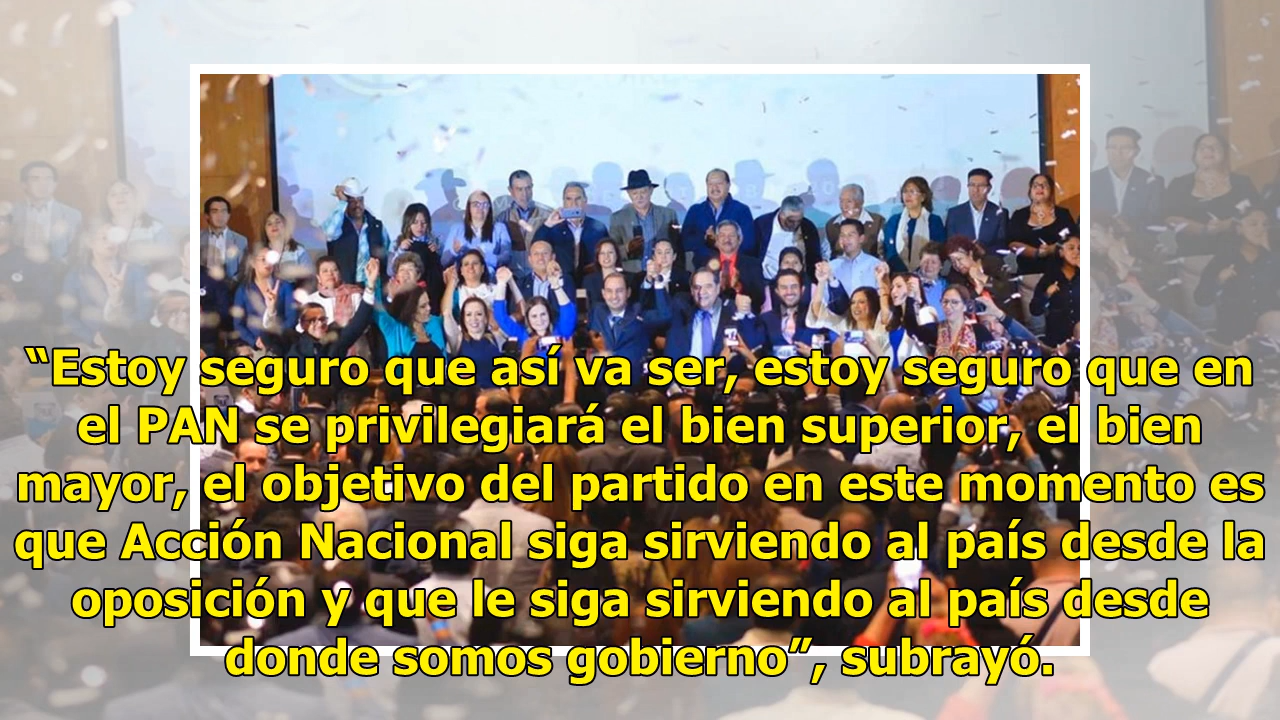 “Estoy seguro que así va ser, estoy seguro que en
el PAN se privilegiará el bien superior, el bien
mayor, el objetivo del partido en este momento es
que Acción Nacional siga sirviendo al país desde la
oposición y que le siga sirviendo al país desde
donde somos gobierno”, subrayó.